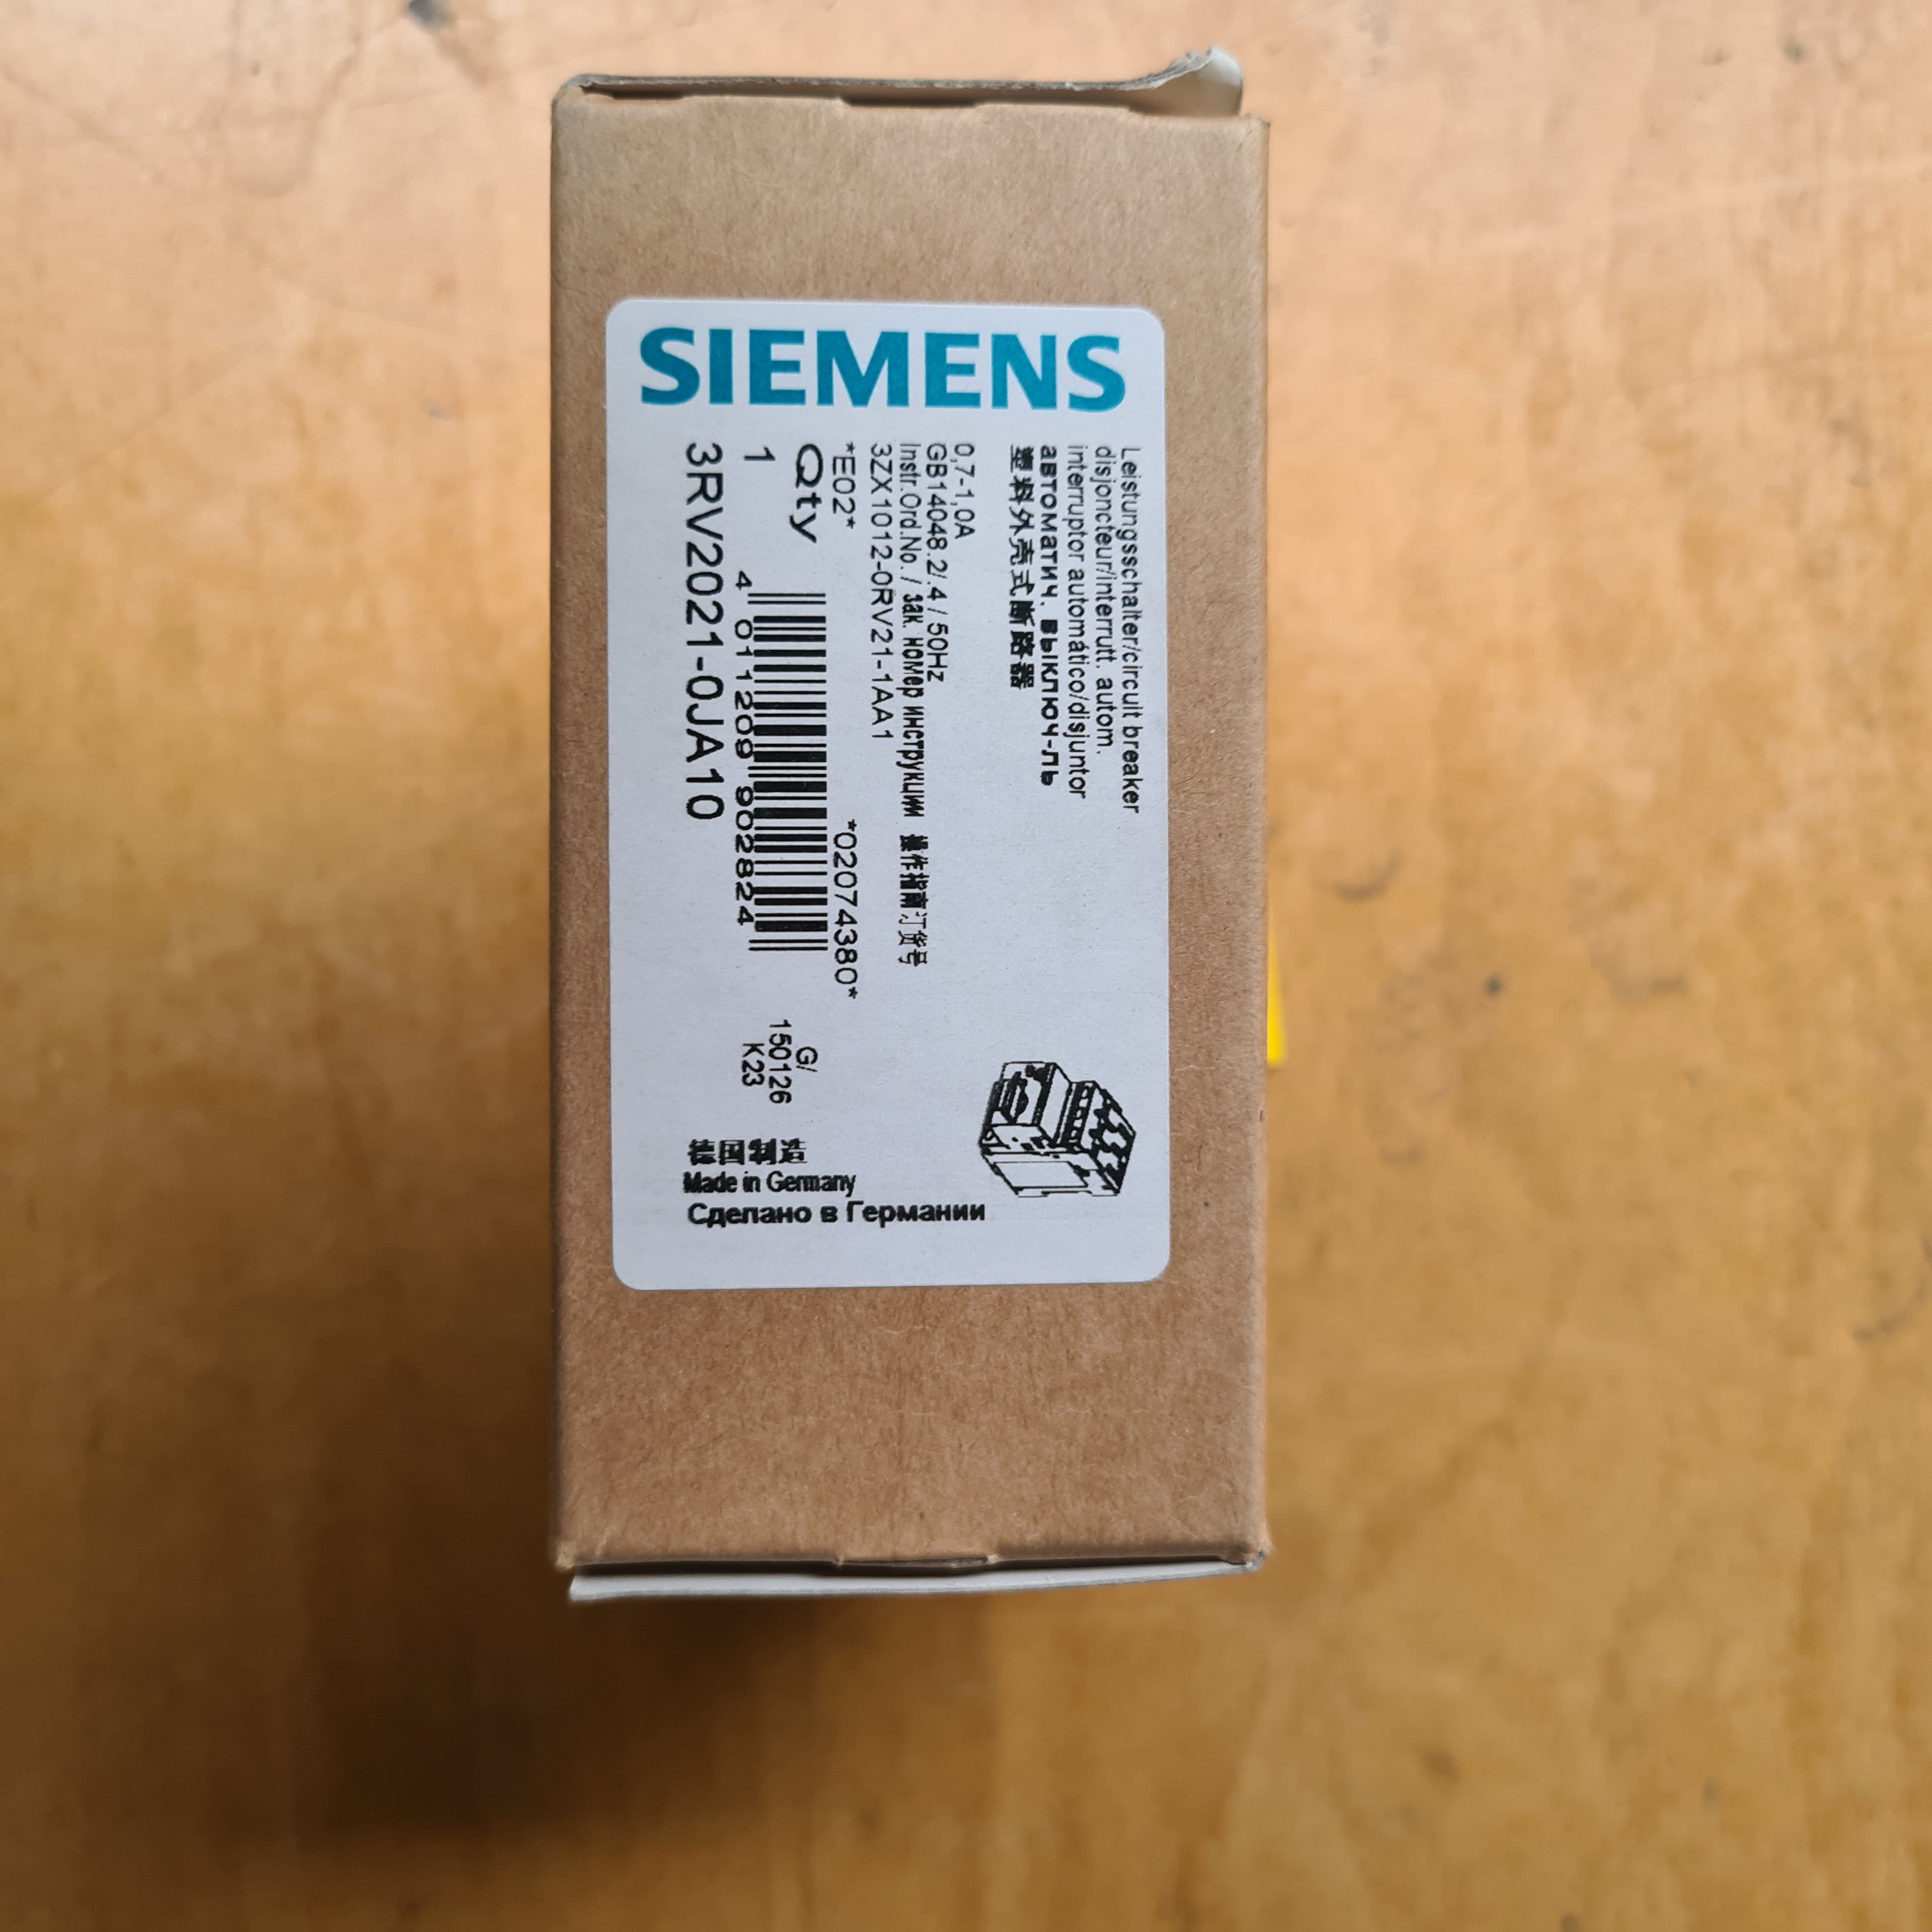 SIEMENS
Leistungsschalter/circuit breaker
disjoncteur/interrutt. autom.
interruptor automático/disjuntor
автоматич. выключ-ль
塑料外壳式断路器
0,7-1,0A
GB14048.2/.4 / 50Hz
Instr.Ord.No. / Зак. номер инструкции 操作指南订货号
3ZX1012-0RV21-1AA1
*E02* *02074380*
Qty
1
4 011209 902824
3RV2021-0JA10
G/
150126
K23
德国制造
Made in Germany
Сделано в Германии